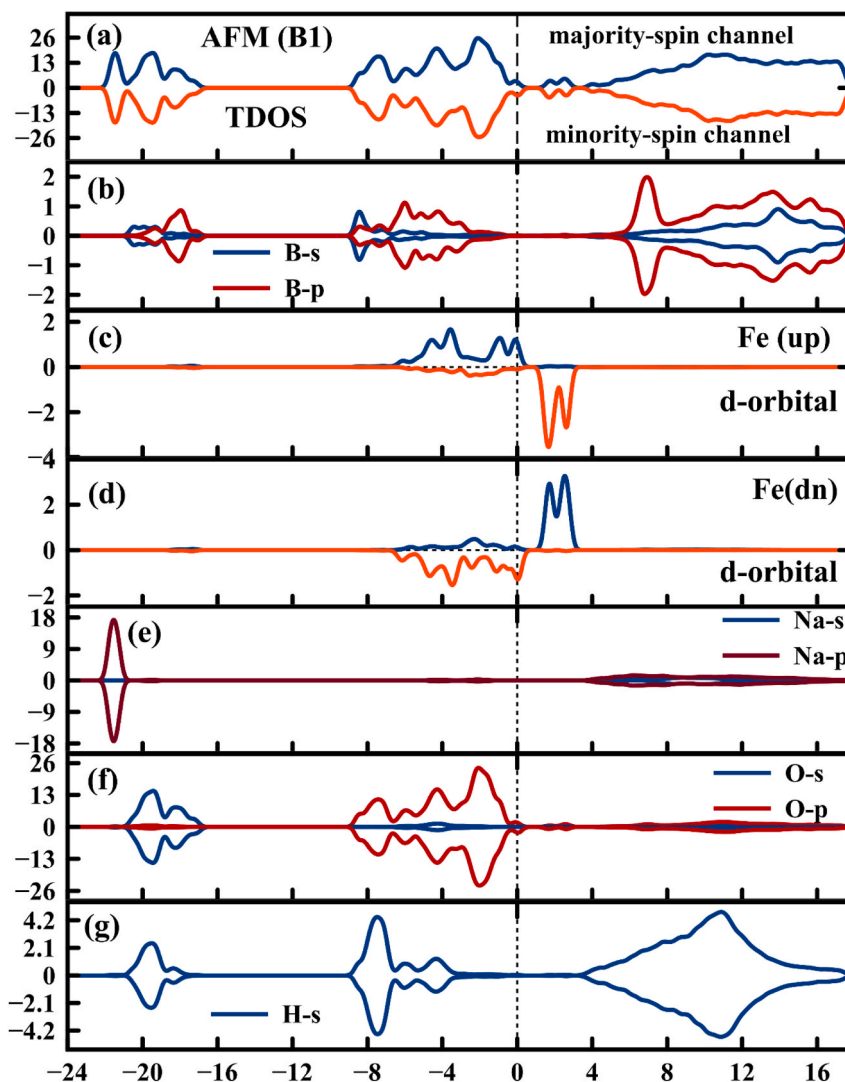 (a) AFM (B1) majority-spin channel
TDOS minority-spin channel
26
13
0
−13
−26
(b)
B-s
B-p
2
1
0
−1
−2
(c) Fe (up)
d-orbital
2
0
−2
−4
(d) Fe(dn)
d-orbital
4
2
0
−2
(e) Na-s
Na-p
18
9
0
−9
−18
(f) O-s
O-p
26
13
0
−13
−26
(g)
H-s
4.2
2.1
0
−2.1
−4.2
−24 −20 −16 −12 −8 −4 0 4 8 12 16